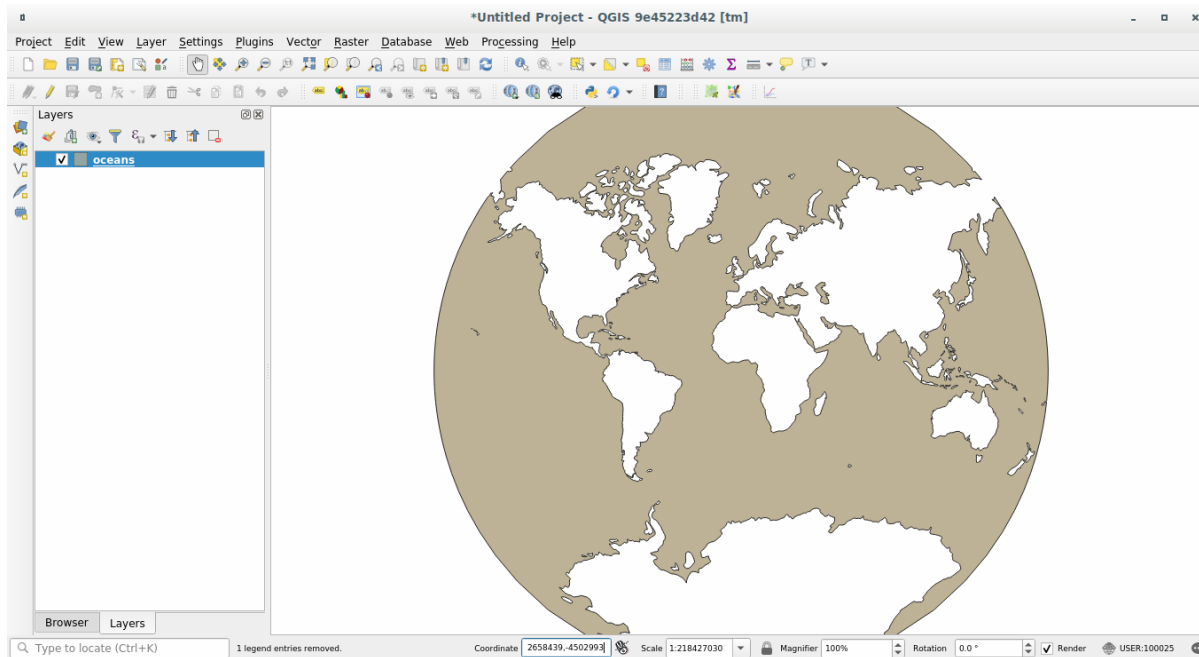 *Untitled Project - QGIS 9e45223d42 [tm]
Project Edit View Layer Settings Plugins Vector Raster Database Web Processing Help
Layers
oceans
Browser Layers
Type to locate (Ctrl+K) 1 legend entries removed. Coordinate 2658439,-4502993 Scale 1:218427030 Magnifier 100% Rotation 0.0 ° Render USER:100025